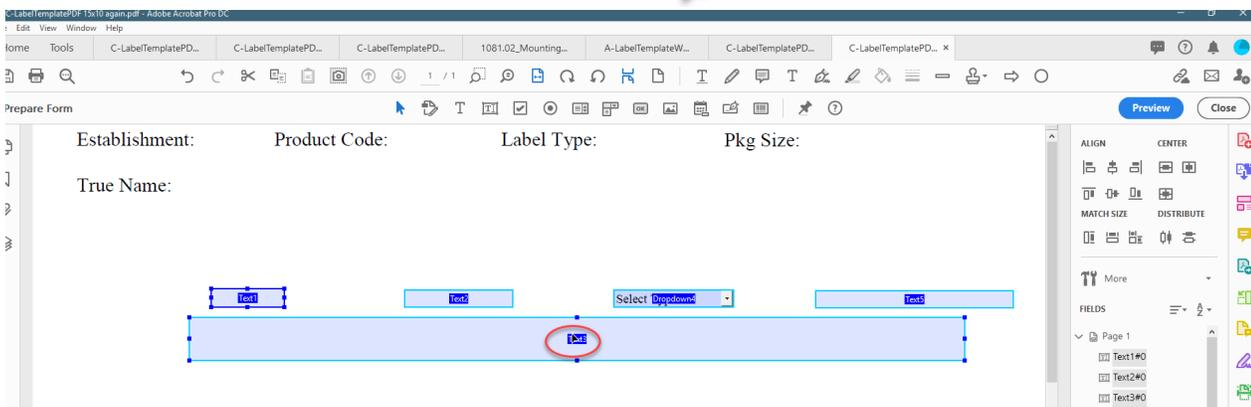 C-LabelTemplatePDF 15x10 again.pdf - Adobe Acrobat Pro DC
Edit View Window Help
Home Tools C-LabelTemplatePD... C-LabelTemplatePD... C-LabelTemplatePD... 1081.02_Mounting... A-LabelTemplateW... C-LabelTemplatePD... C-LabelTemplatePD... ×
1 / 1
Prepare Form Preview Close
Establishment: Product Code: Label Type: Pkg Size:
True Name:
Text1 Text2 Select Dropdown4 Text5
ALIGN CENTER
MATCH SIZE DISTRIBUTE
More
FIELDS
Page 1
Text1#0
Text2#0
Text3#0